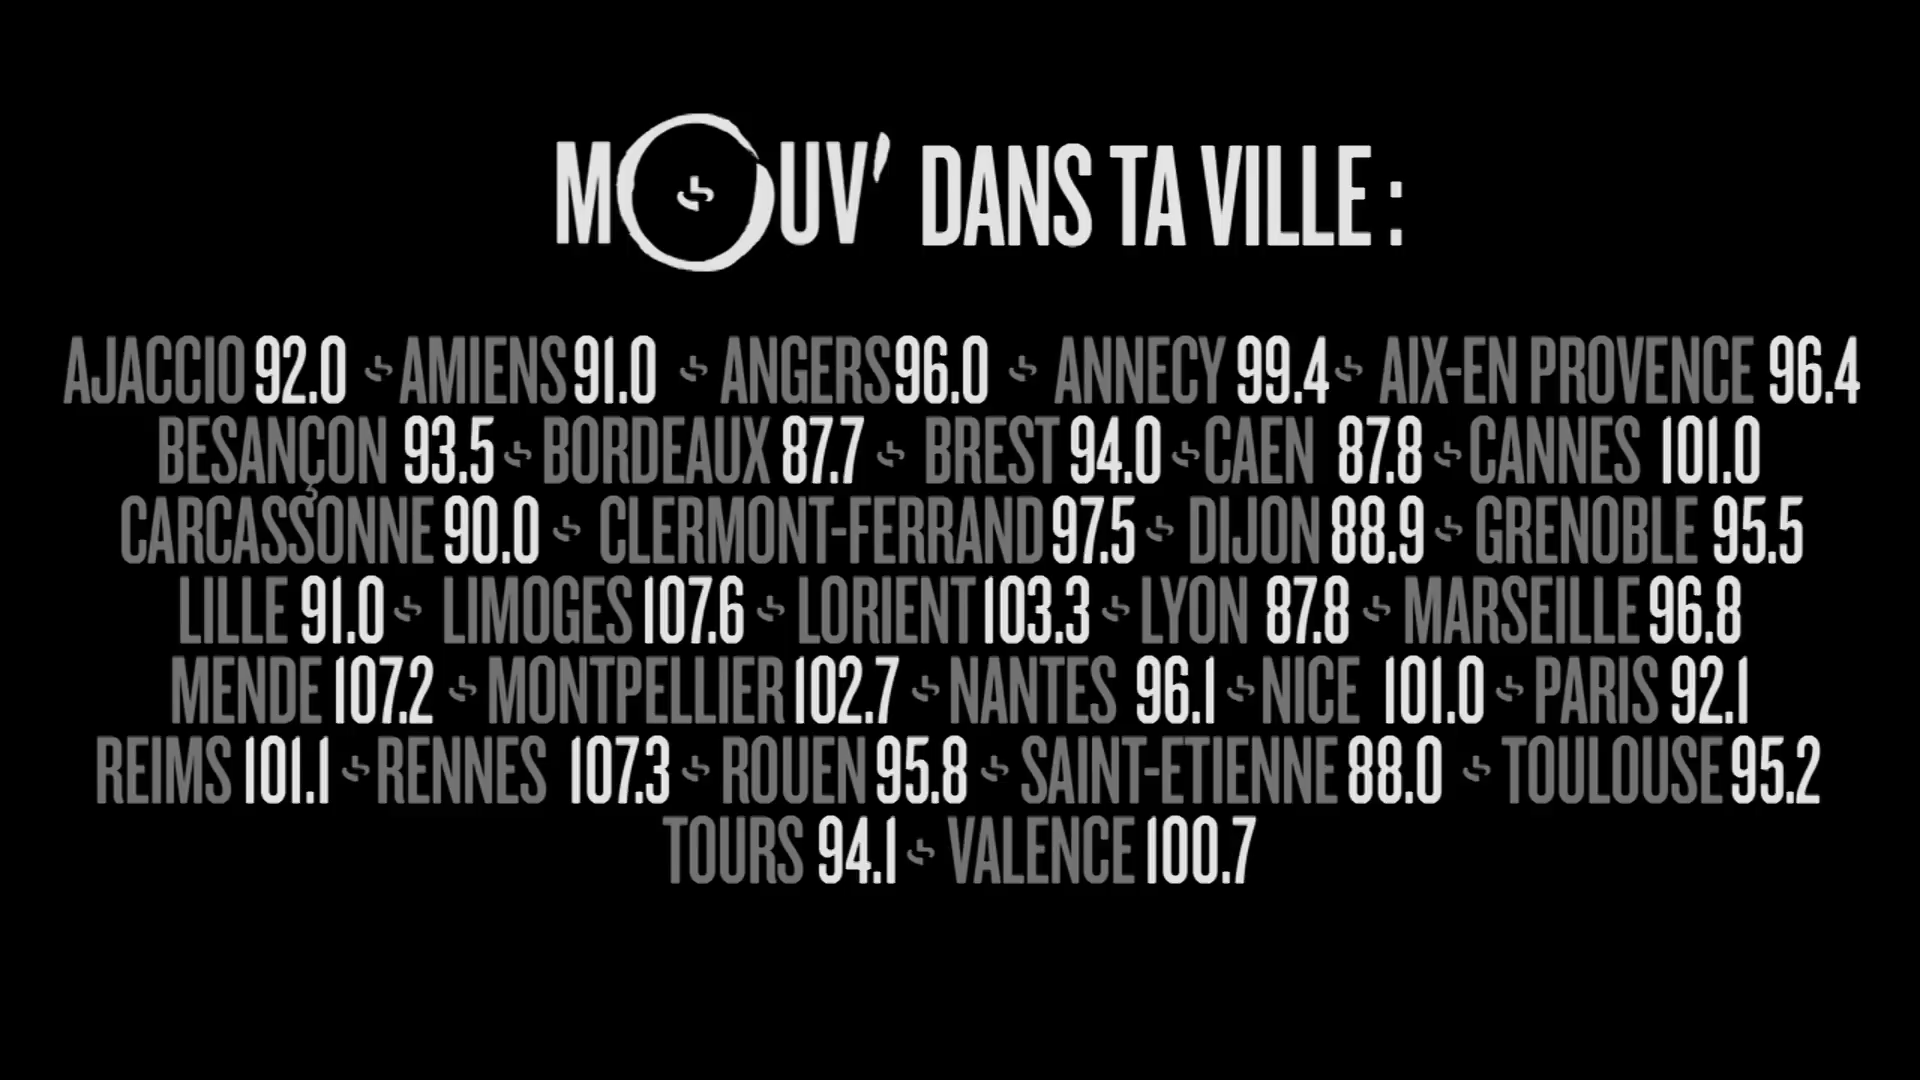 MOUV' DANS TA VILLE :
AJACCIO 92.0 AMIENS 91.0 ANGERS 96.0 ANNECY 99.4 AIX-EN PROVENCE 96.4
BESANÇON 93.5 BORDEAUX 87.7 BREST 94.0 CAEN 87.8 CANNES 101.0
CARCASSONNE 90.0 CLERMONT-FERRAND 97.5 DIJON 88.9 GRENOBLE 95.5
LILLE 91.0 LIMOGES 107.6 LORIENT 103.3 LYON 87.8 MARSEILLE 96.8
MENDE 107.2 MONTPELLIER 102.7 NANTES 96.1 NICE 101.0 PARIS 92.1
REIMS 101.1 RENNES 107.3 ROUEN 95.8 SAINT-ETIENNE 88.0 TOULOUSE 95.2
TOURS 94.1 VALENCE 100.7